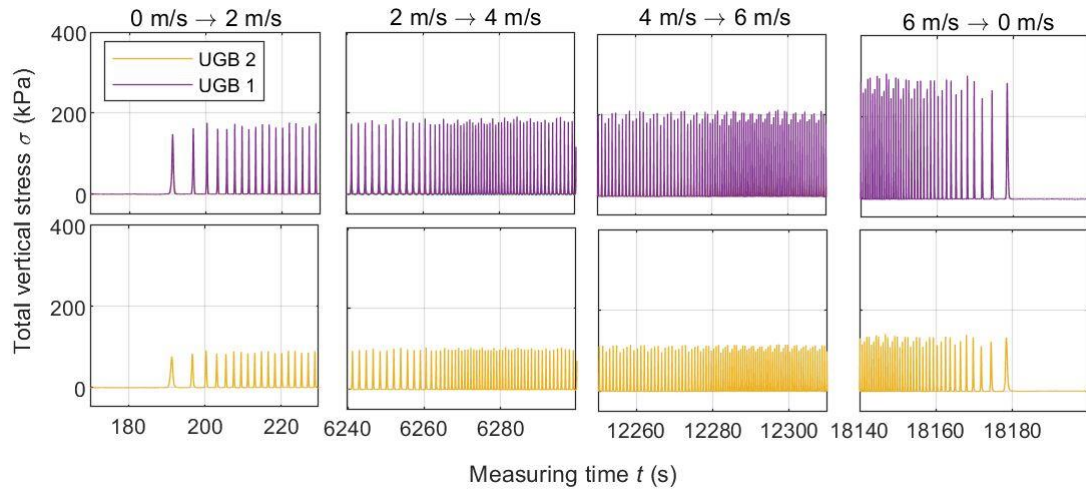 0 m/s → 2 m/s 2 m/s → 4 m/s 4 m/s → 6 m/s 6 m/s → 0 m/s
Total vertical stress σ (kPa)
400
200
0
UGB 2
UGB 1
400
200
0
180 200 220 6240 6260 6280 12260 12280 12300 18140 18160 18180
Measuring time t (s)